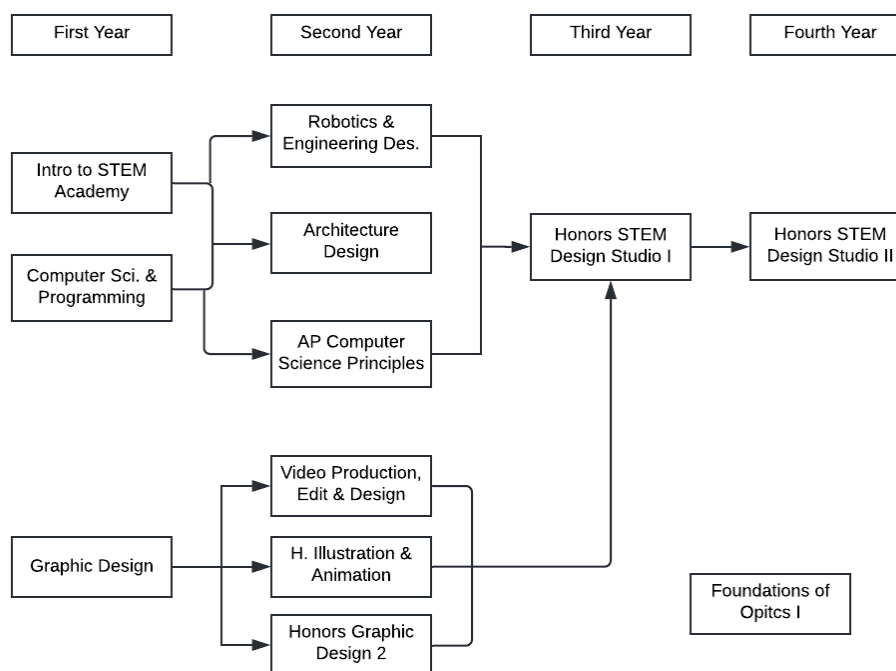 First Year
Second Year
Third Year
Fourth Year
Robotics &
Engineering Des.
Intro to STEM
Academy
Architecture
Design
Honors STEM
Design Studio I
Honors STEM
Design Studio II
Computer Sci. &
Programming
AP Computer
Science Principles
Video Production,
Edit & Design
Graphic Design
H. Illustration &
Animation
Foundations of
Opitcs I
Honors Graphic
Design 2